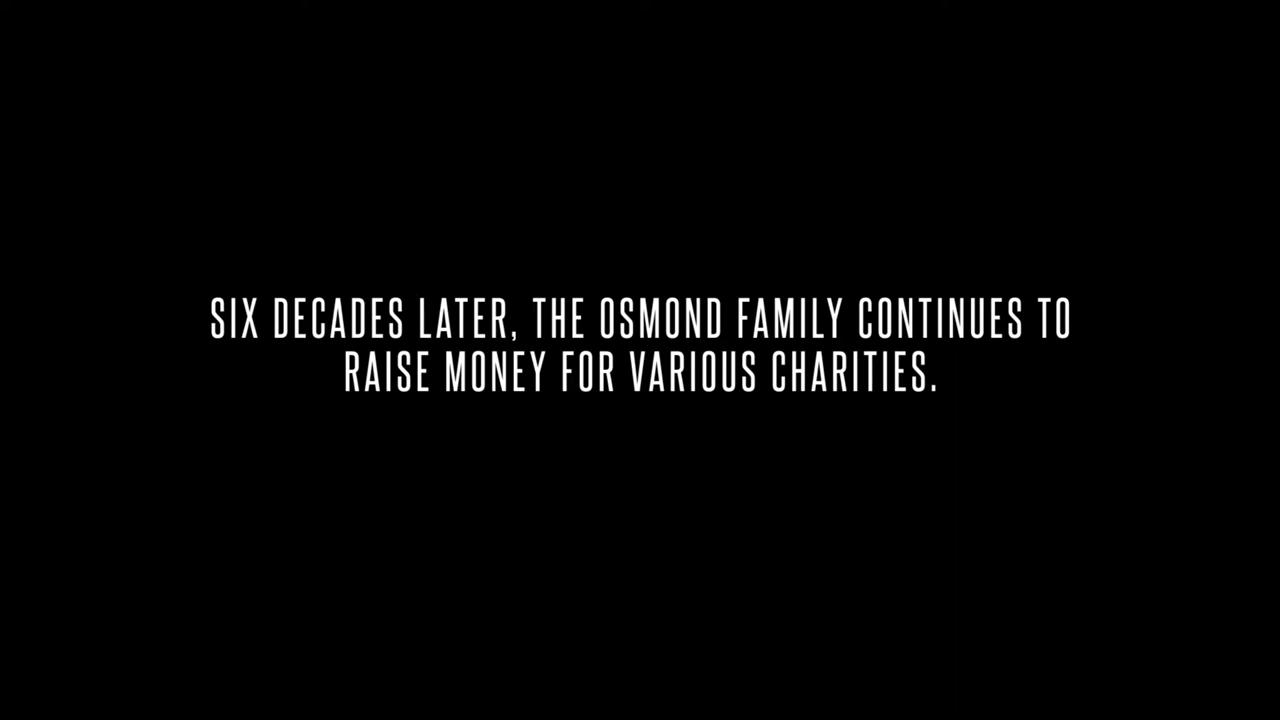 SIX DECADES LATER, THE OSMOND FAMILY CONTINUES TO
RAISE MONEY FOR VARIOUS CHARITIES.